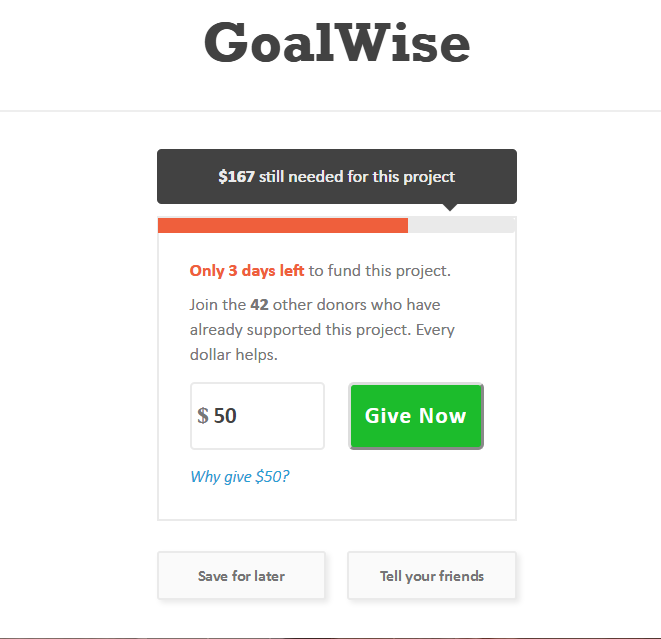 GoalWise
$167 still needed for this project
Only 3 days left to fund this project.
Join the 42 other donors who have
already supported this project. Every
dollar helps.
$ 50
Give Now
Why give $50?
Save for later
Tell your friends